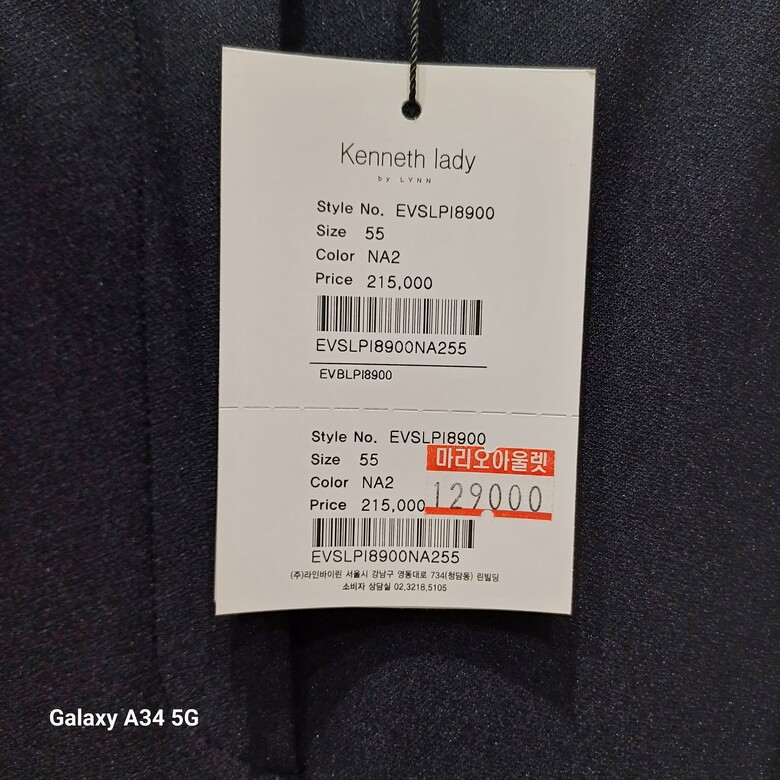 Kenneth lady
by LYNN
Style No. EVSLPI8900
Size 55
Color NA2
Price 215,000
EVSLPI8900NA255
EVBLPI8900
Style No. EVSLPI8900
Size 55
Color NA2
Price 215,000
마리오아울렛
129000
EVSLPI8900NA255
(주)라인바이린 서울시 강남구 영동대로 734(청담동) 린빌딩
소비자 상담실 02,3218,5105
Galaxy A34 5G